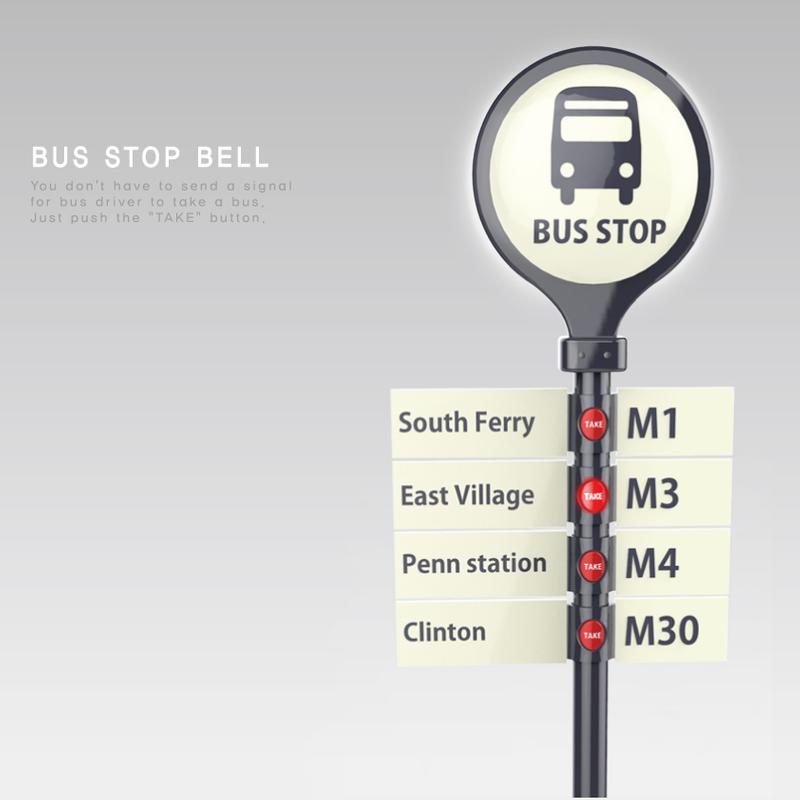 BUS STOP BELL
You don't have to send a signal
for bus driver to take a bus,
Just push the "TAKE" button,
BUS STOP
South Ferry TAKE M1
East Village TAKE M3
Penn station TAKE M4
Clinton TAKE M30